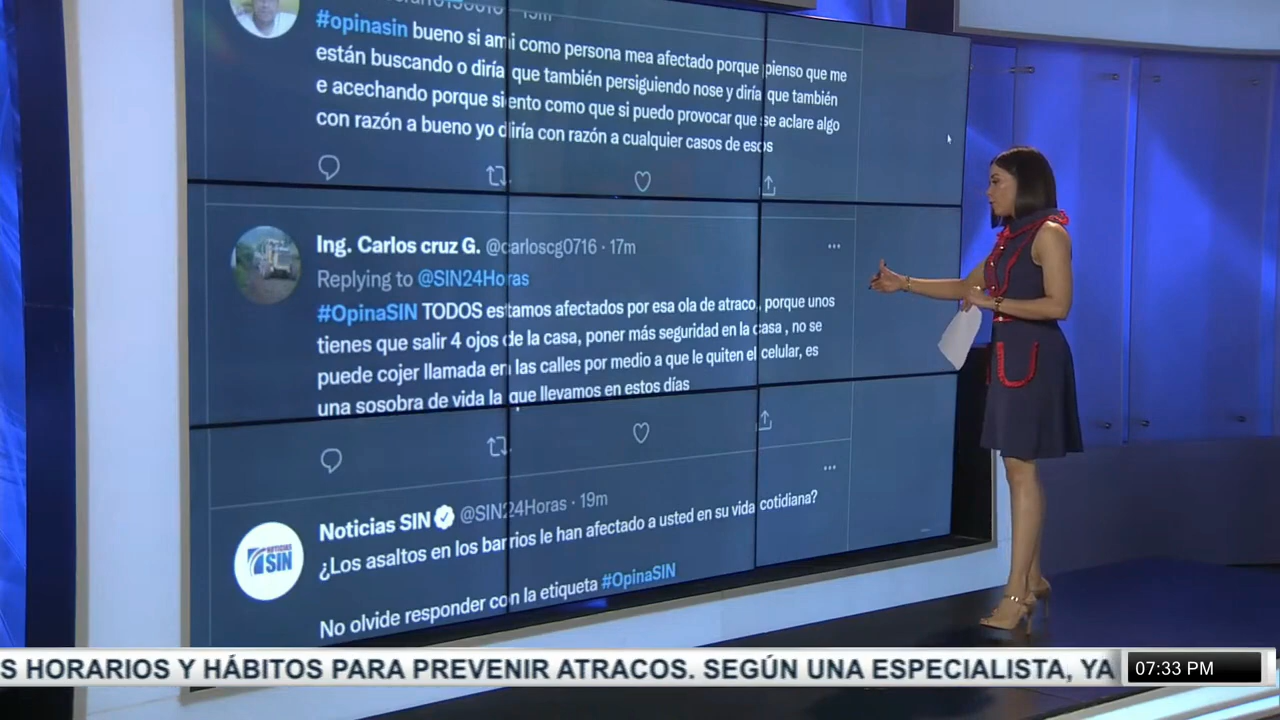 #opinasin bueno si ami como persona mea afectado porque pienso que me
están buscando o diría que también persiguiendo nose y diría que también
e acechando porque siento como que si puedo provocar que se aclare algo
con razón a bueno yo diría con razón a cualquier casos de esos
Ing. Carlos cruz G. @carloscg0716 · 17m
Replying to @SIN24Horas
#OpinaSIN TODOS estamos afectados por esa ola de atraco, porque unos
tienes que salir 4 ojos de la casa, poner más seguridad en la casa , no se
puede cojer llamada en las calles por medio a que le quiten el celular, es
una sosobra de vida la que llevamos en estos días
Noticias SIN @SIN24Horas · 19m
¿Los asaltos en los barrios le han afectado a usted en su vida cotidiana?
NOTICIAS
SIN
No olvide responder con la etiqueta #OpinaSIN
S HORARIOS Y HÁBITOS PARA PREVENIR ATRACOS. SEGÚN UNA ESPECIALISTA, YA
07:33 PM